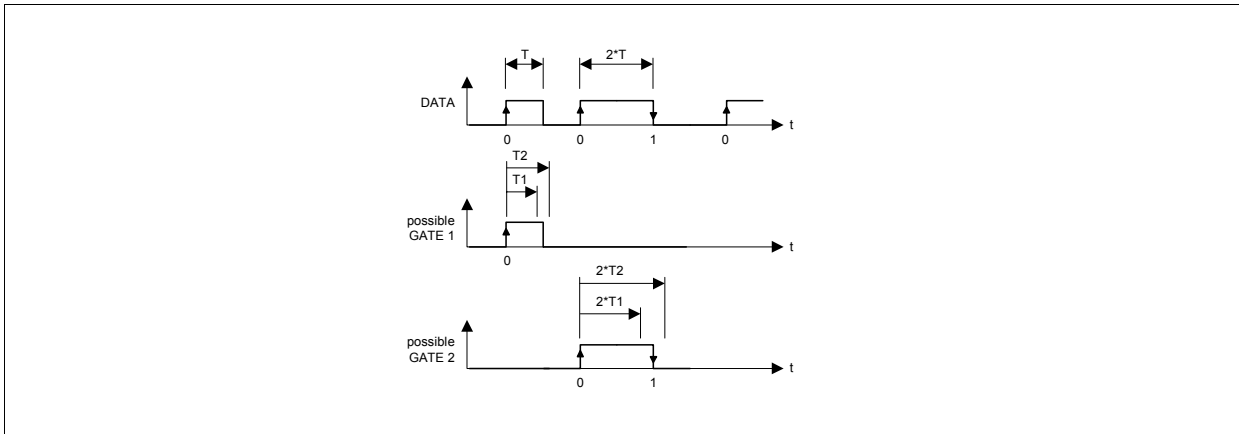 T 2*T
DATA
t
0 0 1 0
T2
T1
possible
GATE 1
t
0
2*T2
2*T1
possible
GATE 2
t
0 1